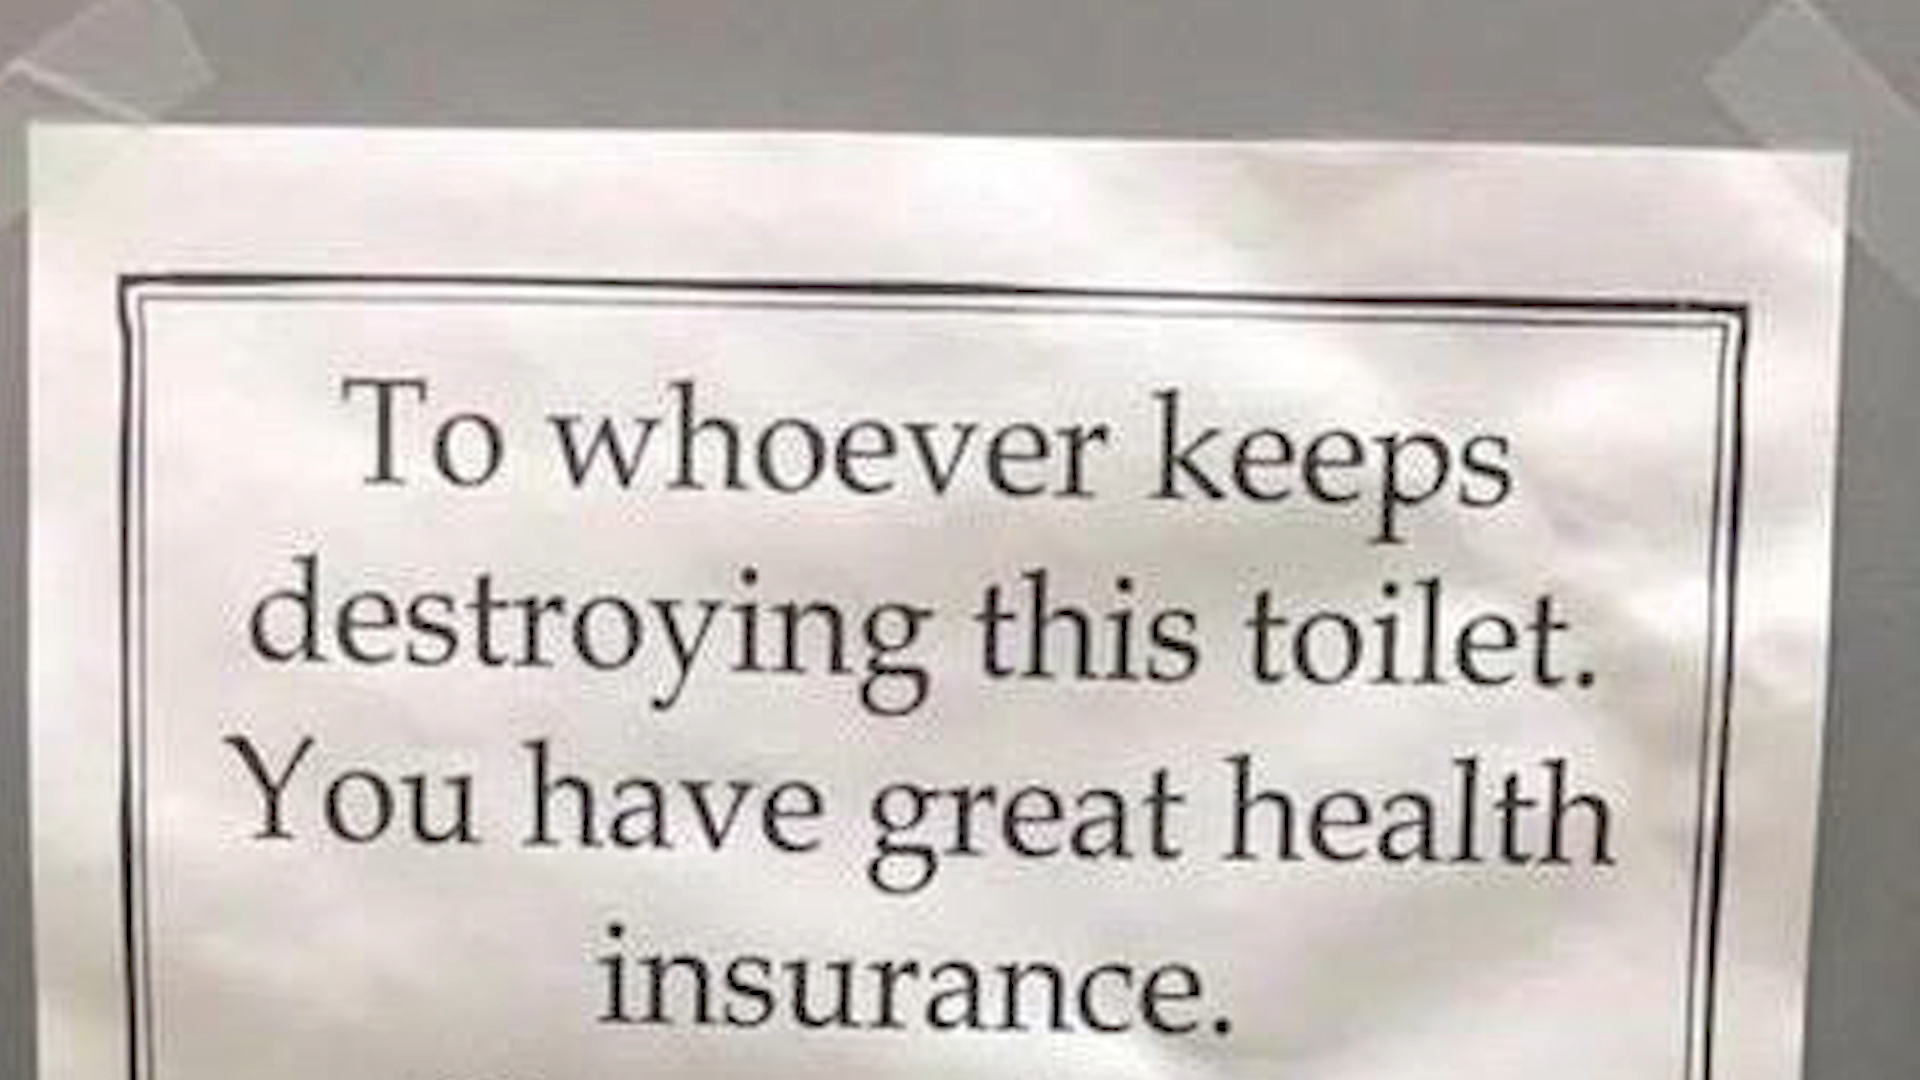 To whoever keeps
destroying this toilet.
You have great health
insurance.